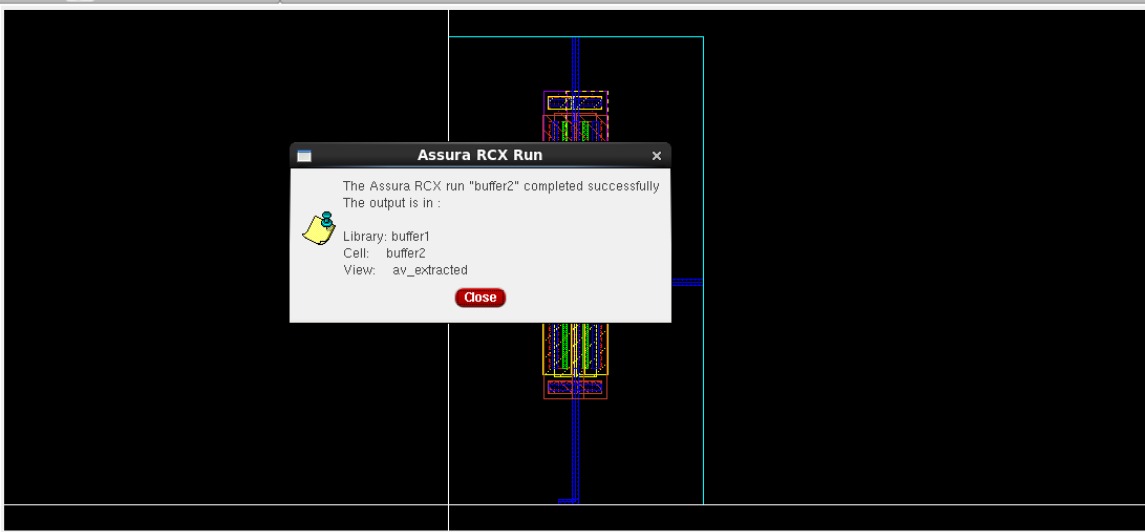 Assura RCX Run
The Assura RCX run "buffer2" completed successfully
The output is in :
Library: buffer1
Cell: buffer2
View: av_extracted
Close